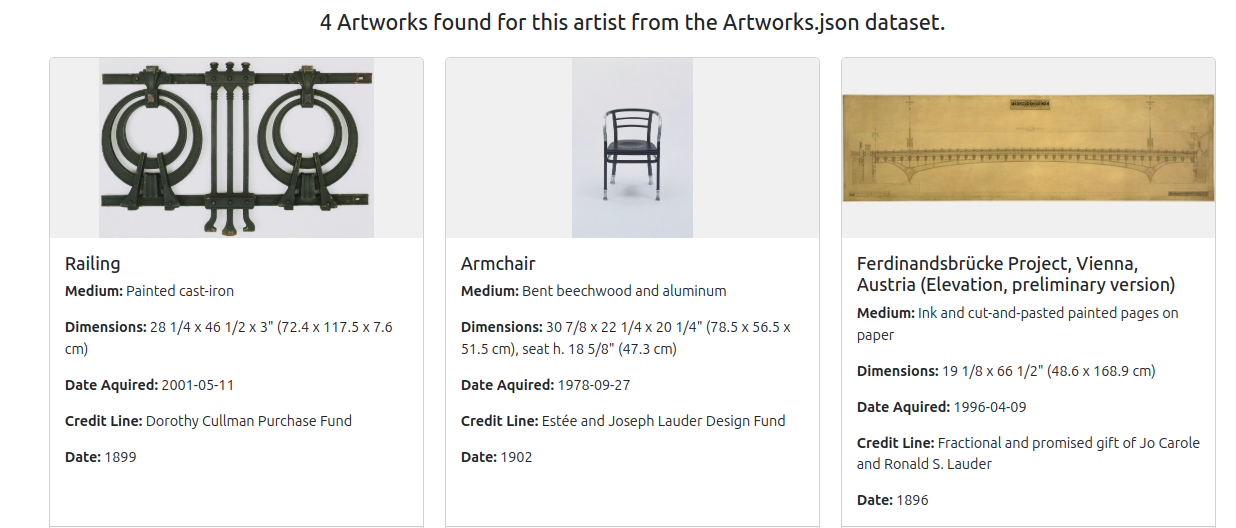 4 Artworks found for this artist from the Artworks.json dataset.
Railing
Medium: Painted cast-iron
Dimensions: 28 1/4 x 46 1/2 x 3" (72.4 x 117.5 x 7.6
cm)
Date Aquired: 2001-05-11
Credit Line: Dorothy Cullman Purchase Fund
Date: 1899
Armchair
Medium: Bent beechwood and aluminum
Dimensions: 30 7/8 x 22 1/4 x 20 1/4" (78.5 x 56.5 x
51.5 cm), seat h. 18 5/8" (47.3 cm)
Date Aquired: 1978-09-27
Credit Line: Estée and Joseph Lauder Design Fund
Date: 1902
Ferdinandsbrücke Project, Vienna,
Austria (Elevation, preliminary version)
Medium: Ink and cut-and-pasted painted pages on
paper
Dimensions: 19 1/8 x 66 1/2" (48.6 x 168.9 cm)
Date Aquired: 1996-04-09
Credit Line: Fractional and promised gift of Jo Carole
and Ronald S. Lauder
Date: 1896